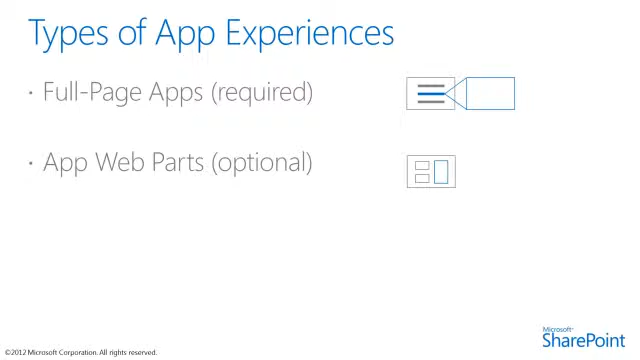 Types of App Experiences
· Full-Page Apps (required)
· App Web Parts (optional)
Microsoft®
SharePoint
©2012 Microsoft Corporation. All rights reserved.